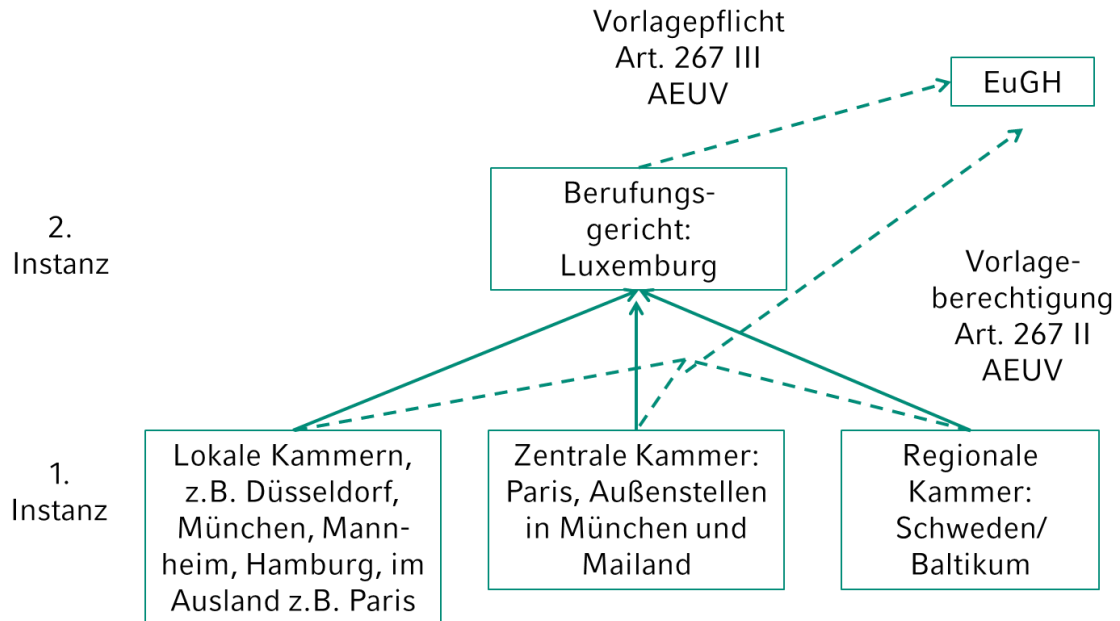 Vorlagepflicht
Art. 267 III
AEUV
EuGH
Berufungs-
gericht:
Luxemburg
2.
Instanz
Vorlage-
berechtigung
Art. 267 II
AEUV
1.
Instanz
Lokale Kammern,
z.B. Düsseldorf,
München, Mann-
heim, Hamburg, im
Ausland z.B. Paris
Zentrale Kammer:
Paris, Außenstellen
in München und
Mailand
Regionale
Kammer:
Schweden/
Baltikum